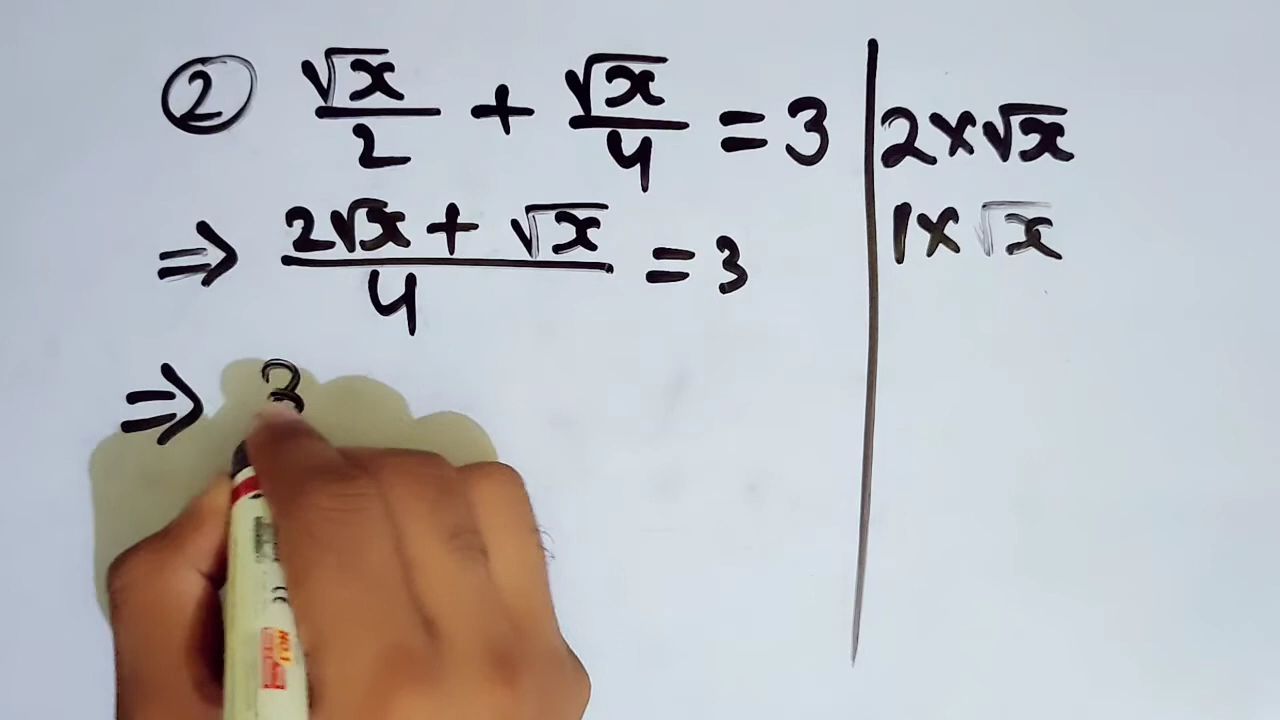 ② √x/2 + √x/4 = 3
⇒ (2√x + √x)/4 = 3
⇒ 3
2×√x
1×√x